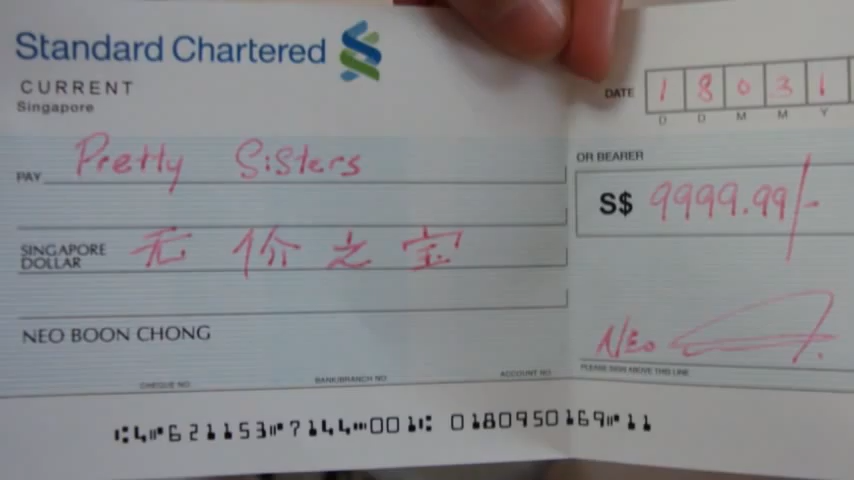 Standard Chartered
CURRENT
Singapore
DATE 1 8 0 3 1
D D M M Y
PAY Pretty Sisters
OR BEARER
S$ 9999.99/-
SINGAPORE DOLLAR 无价之宝
NEO BOON CHONG
Neo
CHEQUE NO BANK/BRANCH NO ACCOUNT NO
PLEASE SIGN ABOVE THIS LINE
⑆4⑈621153⑈7144⑉001⑆ 0180950169⑈11